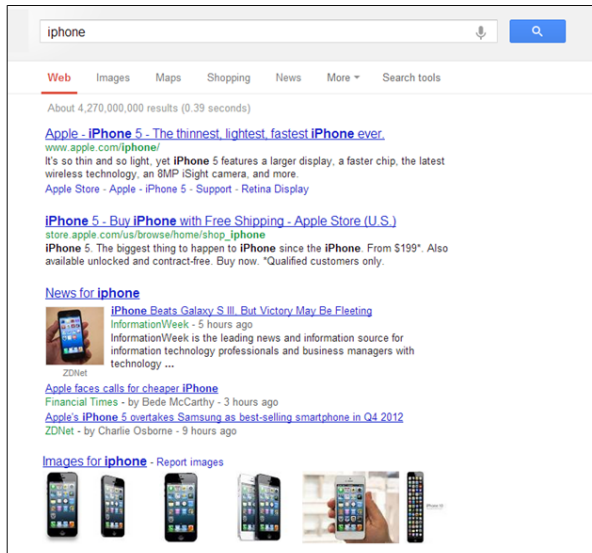 iphone
Web Images Maps Shopping News More Search tools
About 4,270,000,000 results (0.39 seconds)
Apple - iPhone 5 - The thinnest, lightest, fastest iPhone ever.
www.apple.com/iphone/
It's so thin and so light, yet iPhone 5 features a larger display, a faster chip, the latest
wireless technology, an 8MP iSight camera, and more.
Apple Store - Apple - iPhone 5 - Support - Retina Display
iPhone 5 - Buy iPhone with Free Shipping - Apple Store (U.S.)
store.apple.com/us/browse/home/shop_iphone
iPhone 5. The biggest thing to happen to iPhone since the iPhone. From $199*. Also
available unlocked and contract-free. Buy now. *Qualified customers only.
News for iphone
iPhone Beats Galaxy S III, But Victory May Be Fleeting
InformationWeek - 5 hours ago
InformationWeek is the leading news and information source for
information technology professionals and business managers with
technology ...
ZDNet
Apple faces calls for cheaper iPhone
Financial Times - by Bede McCarthy - 3 hours ago
Apple's iPhone 5 overtakes Samsung as best-selling smartphone in Q4 2012
ZDNet - by Charlie Osborne - 9 hours ago
Images for iphone - Report images